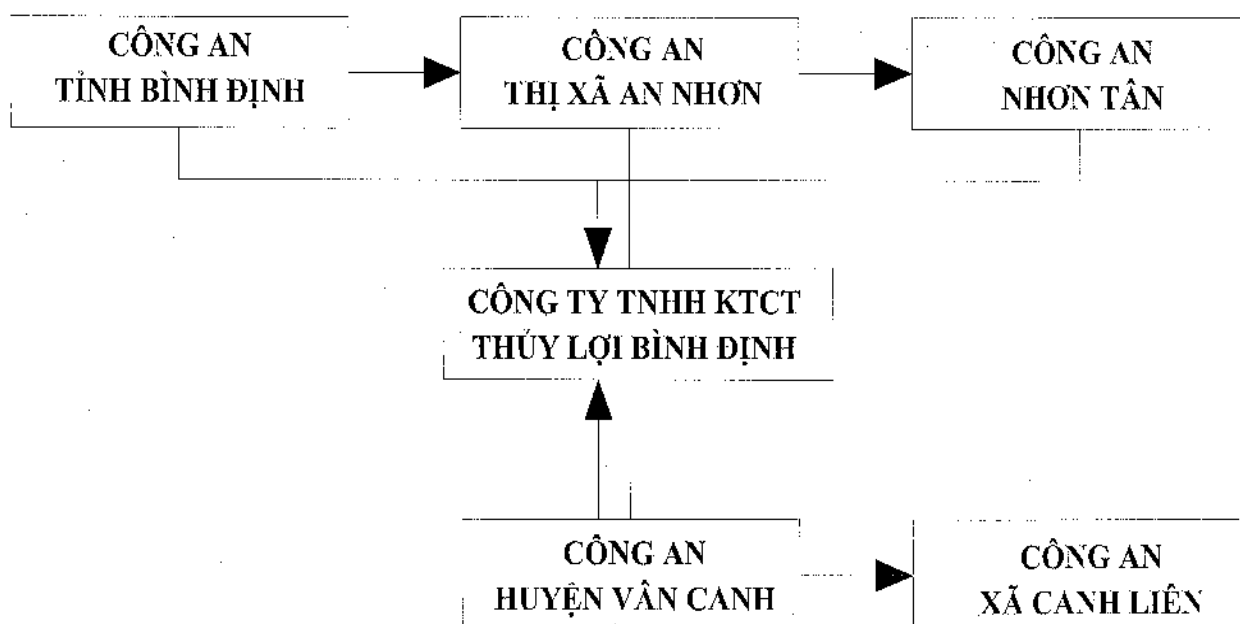 CÔNG AN
TỈNH BÌNH ĐỊNH
CÔNG AN
THỊ XÃ AN NHƠN
CÔNG AN
NHƠN TÂN
CÔNG TY TNHH KTCT
THỦY LỢI BÌNH ĐỊNH
CÔNG AN
HUYỆN VÂN CANH
CÔNG AN
XÃ CANH LIÊN